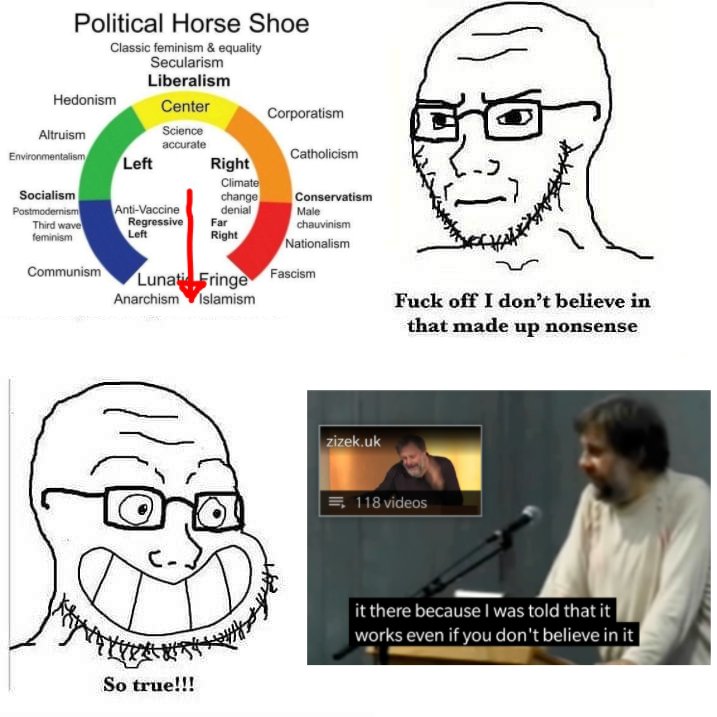 Political Horse Shoe
Classic feminism & equality
Secularism
Liberalism
Center
Hedonism
Corporatism
Science
accurate
Altruism
Catholicism
Environmentalism
Left
Right
Climate
change
denial
Socialism
Conservatism
Postmodernism
Anti-Vaccine
Male
chauvinism
Third wave
feminism
Regressive
Left
Far
Right
Nationalism
Communism
Lunatic Fringe
Fascism
Anarchism
Islamism
Fuck off I don't believe in
that made up nonsense
So true!!!
zizek.uk
118 videos
it there because I was told that it
works even if you don't believe in it